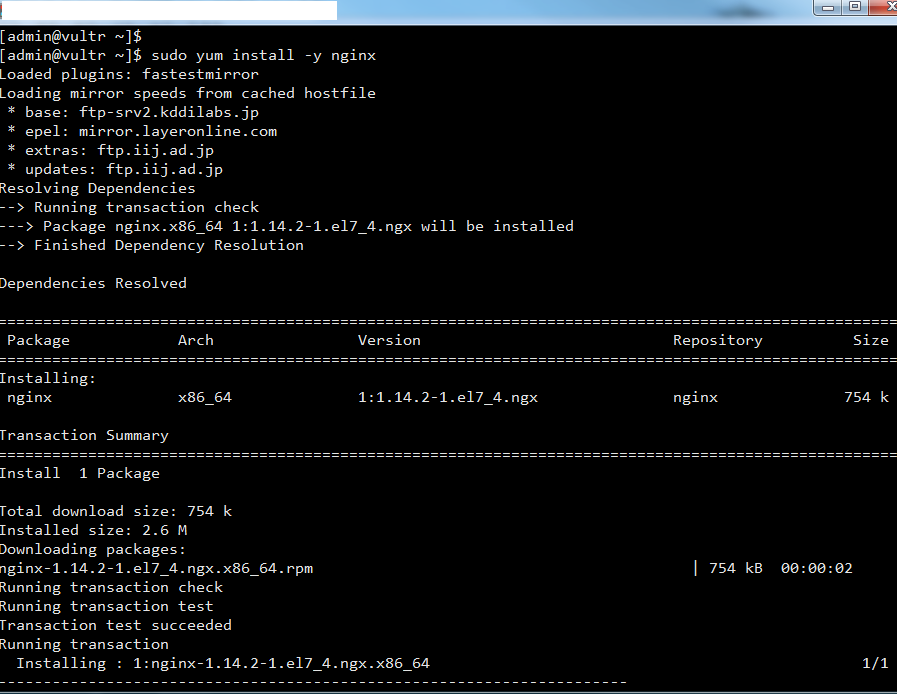 [admin@vultr ~]$
[admin@vultr ~]$ sudo yum install -y nginx
Loaded plugins: fastestmirror
Loading mirror speeds from cached hostfile
 * base: ftp-srv2.kddilabs.jp
 * epel: mirror.layeronline.com
 * extras: ftp.iij.ad.jp
 * updates: ftp.iij.ad.jp
Resolving Dependencies
--> Running transaction check
---> Package nginx.x86_64 1:1.14.2-1.el7_4.ngx will be installed
--> Finished Dependency Resolution

Dependencies Resolved

====================================================================================================
 Package            Arch                Version                            Repository          Size
====================================================================================================
Installing:
 nginx              x86_64              1:1.14.2-1.el7_4.ngx               nginx              754 k

Transaction Summary
====================================================================================================
Install  1 Package

Total download size: 754 k
Installed size: 2.6 M
Downloading packages:
nginx-1.14.2-1.el7_4.ngx.x86_64.rpm                                          | 754 kB  00:00:02
Running transaction check
Running transaction test
Transaction test succeeded
Running transaction
  Installing : 1:nginx-1.14.2-1.el7_4.ngx.x86_64                                                1/1
----------------------------------------------------------------------